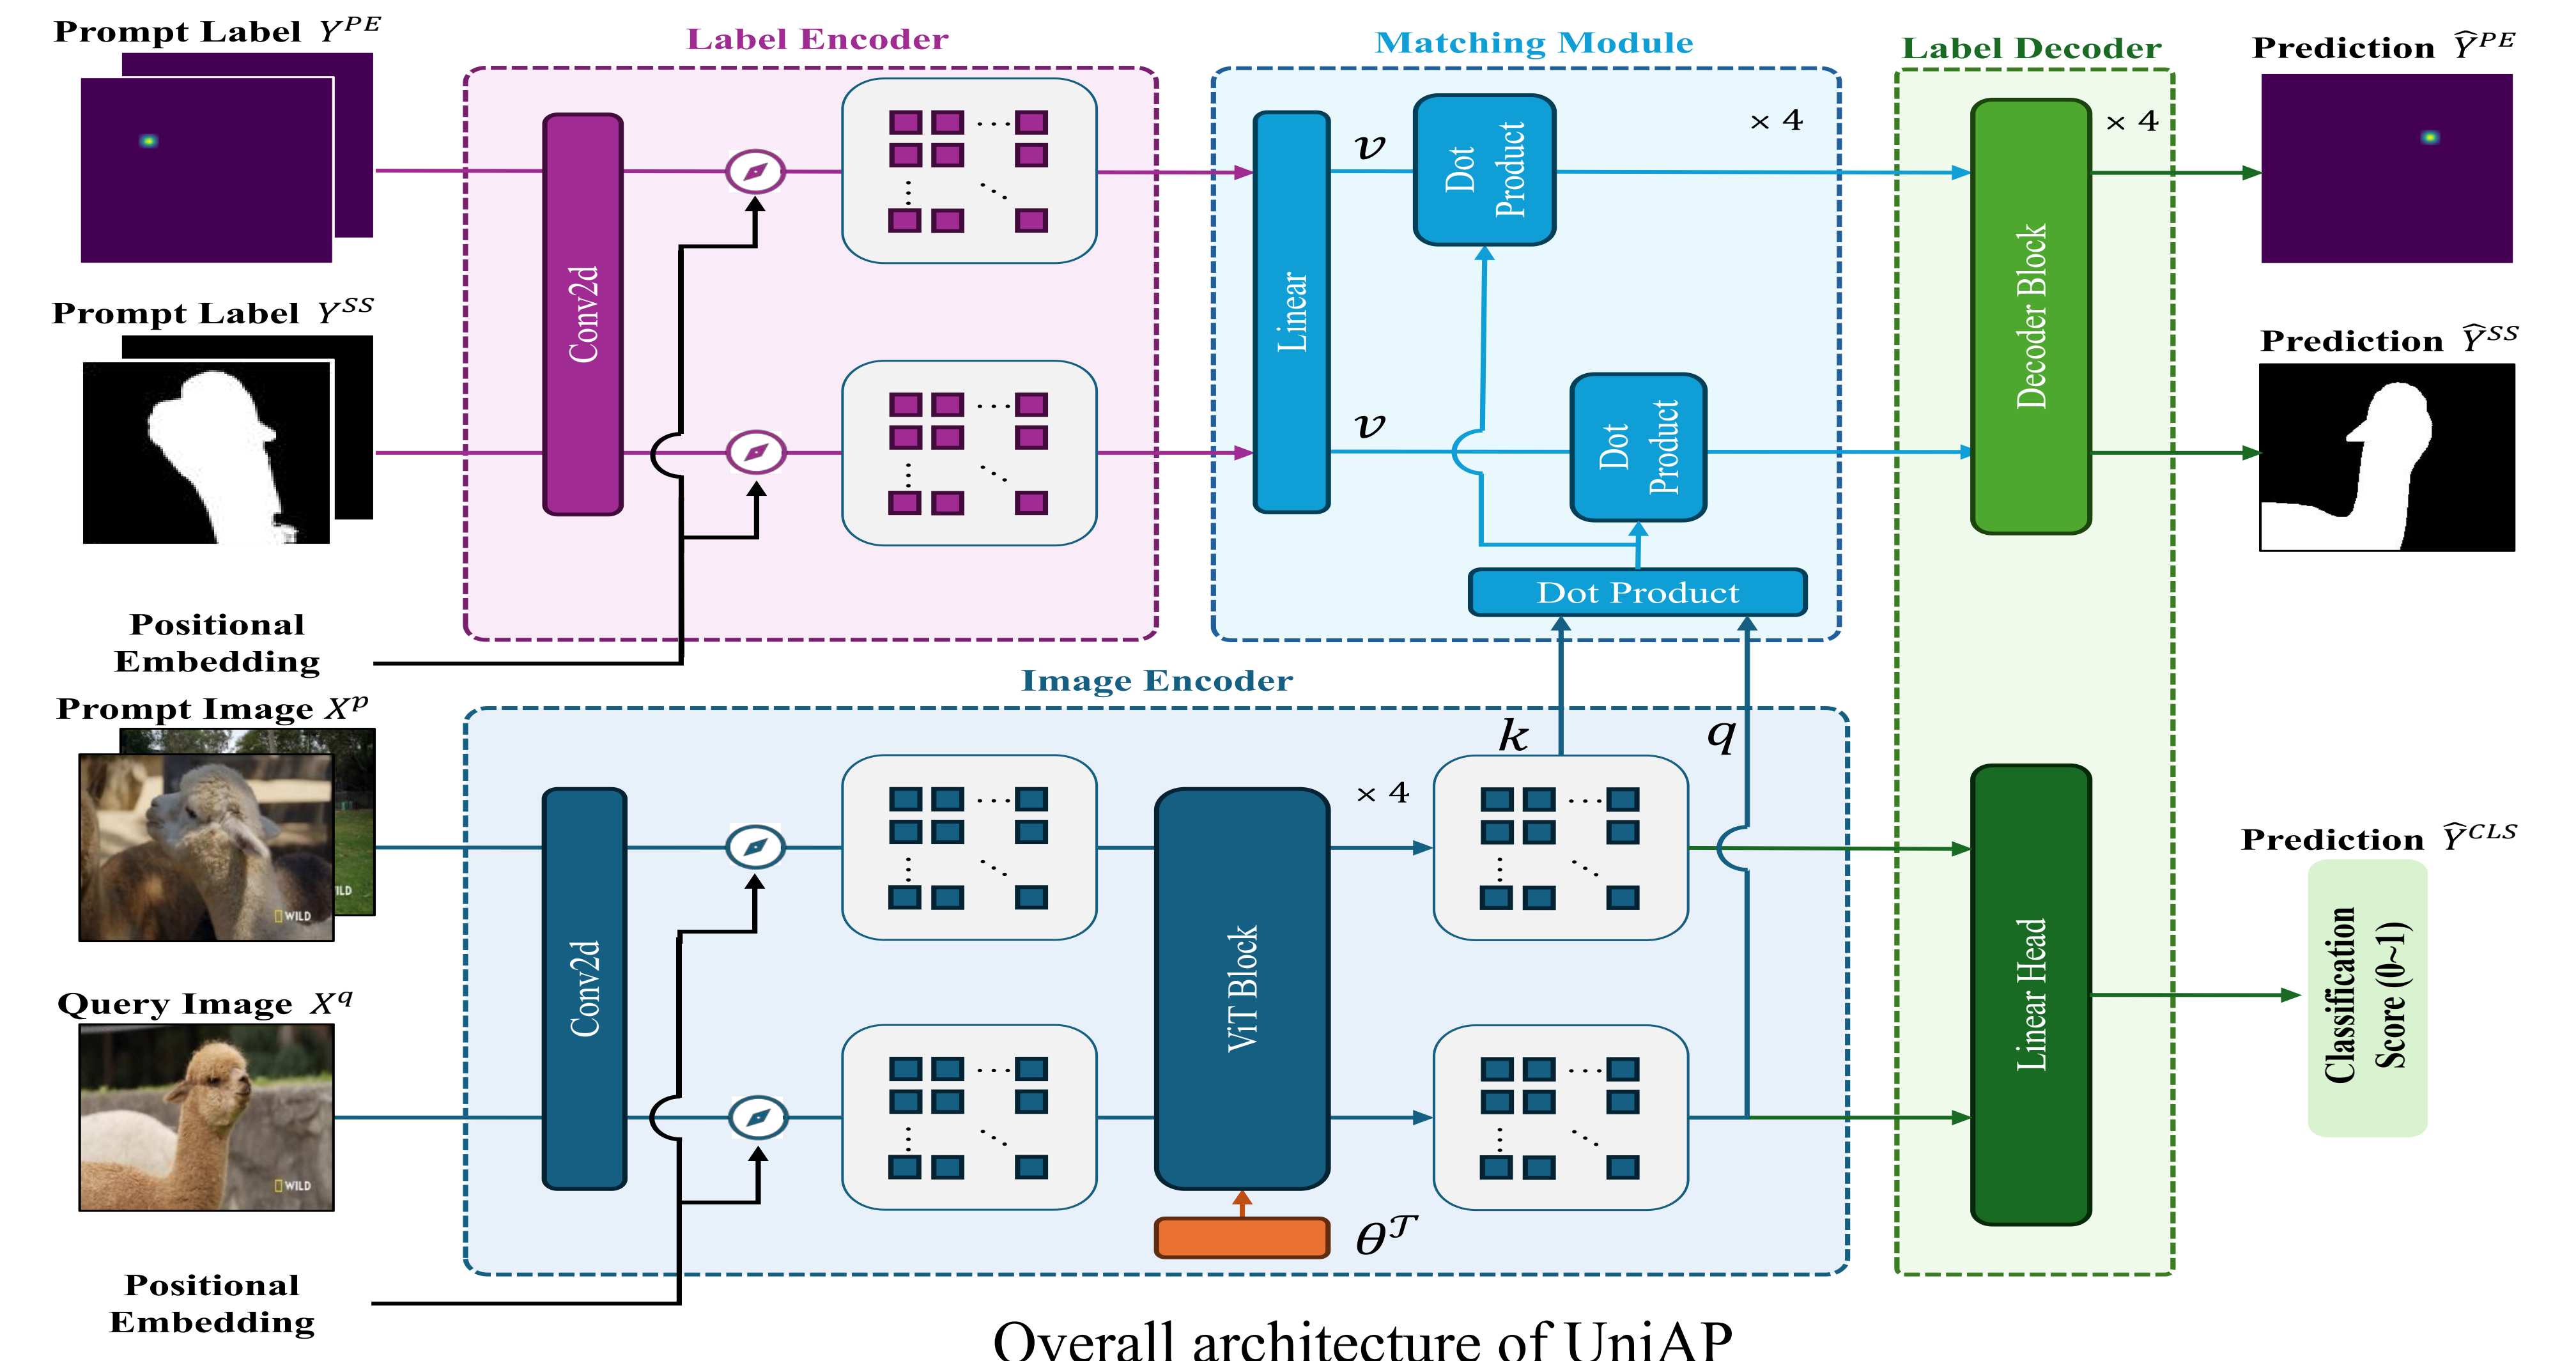 Prompt Label Y^{PE}
Label Encoder
Matching Module
Label Decoder
Prediction Ŷ^{PE}
Conv2d
Linear
v
Dot
Product
× 4
Decoder Block
× 4
Prompt Label Y^{SS}
v
Dot
Product
Prediction Ŷ^{SS}
Dot Product
Positional
Embedding
Image Encoder
Prompt Image X^p
k
q
Conv2d
ViT Block
× 4
Linear Head
Prediction Ŷ^{CLS}
Classification
Score (0~1)
ILD
WILD
Query Image X^q
WILD
θ^𝒯
Positional
Embedding
Overall architecture of UniAP